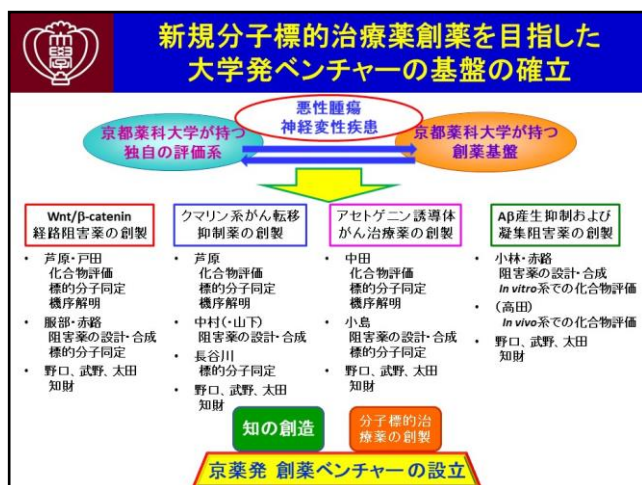 新規分子標的治療薬創薬を目指した
大学発ベンチャーの基盤の確立
悪性腫瘍
神経変性疾患
京都薬科大学が持つ
独自の評価系
京都薬科大学が持つ
創薬基盤
Wnt/β-catenin
経路阻害薬の創製
• 芦原・戸田
化合物評価
標的分子同定
機序解明
• 服部・赤路
阻害薬の設計・合成
標的分子同定
• 野口、武野、太田
知財
クマリン系がん転移
抑制薬の創製
• 芦原
化合物評価
標的分子同定
機序解明
• 中村(・山下)
阻害薬の設計・合成
• 長谷川
標的分子同定
• 野口、武野、太田
知財
アセトゲニン誘導体
がん治療薬の創製
• 中田
化合物評価
標的分子同定
機序解明
• 小島
阻害薬の設計・合成
標的分子同定
• 野口、武野、太田
知財
Aβ産生抑制および
凝集阻害薬の創製
• 小林・赤路
阻害薬の設計・合成
In vitro系での化合物評価
• (高田)
In vivo系での化合物評価
• 野口、武野、太田
知財
知の創造
分子標的治
療薬の創製
京薬発 創薬ベンチャーの設立